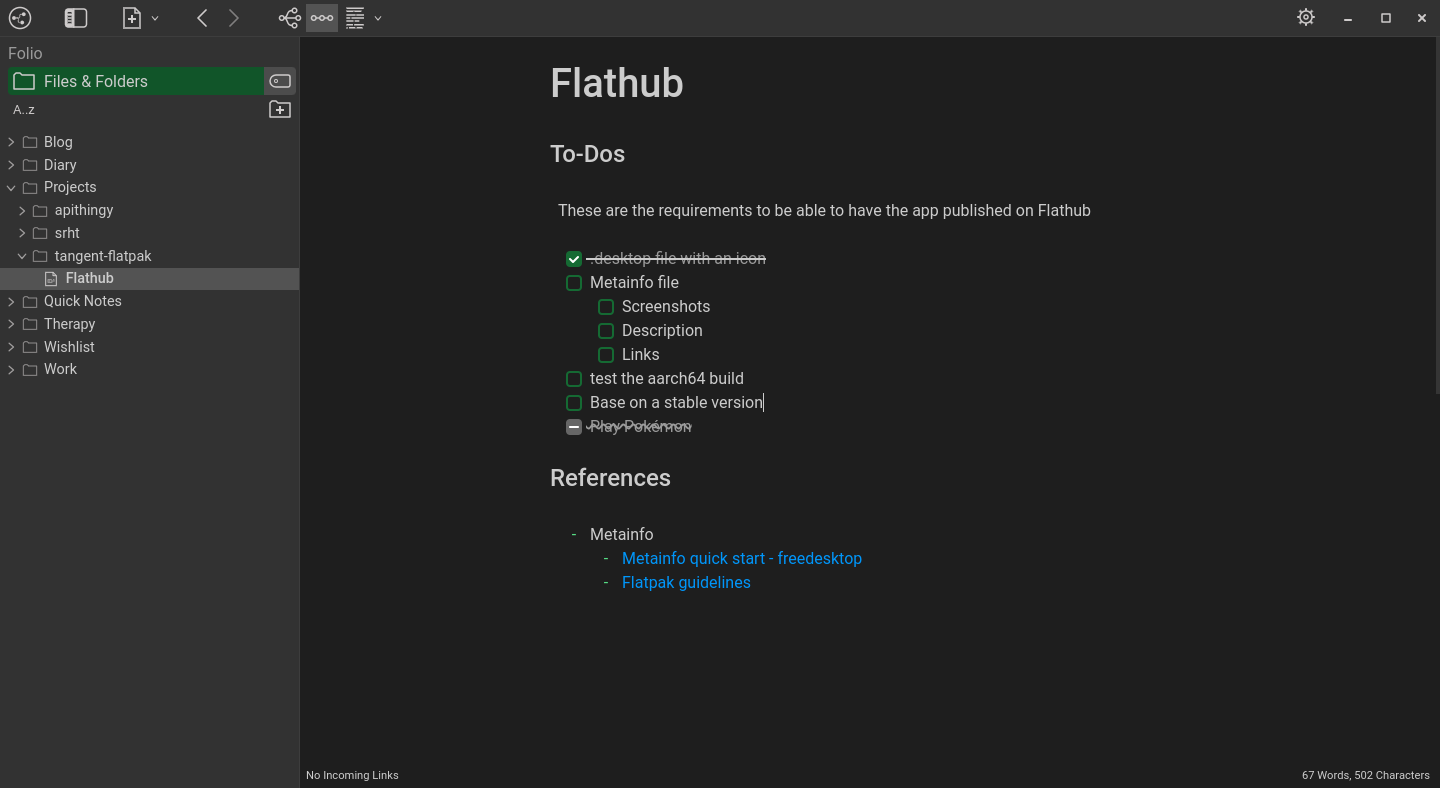 Folio
Files & Folders
A..z
Blog
Diary
Projects
apithingy
srht
tangent-flatpak
Flathub
Quick Notes
Therapy
Wishlist
Work
Flathub
To-Dos
These are the requirements to be able to have the app published on Flathub
.desktop file with an icon
Metainfo file
Screenshots
Description
Links
test the aarch64 build
Base on a stable version
Play Pokémon
References
- Metainfo
- Metainfo quick start - freedesktop
- Flatpak guidelines
No Incoming Links
67 Words, 502 Characters